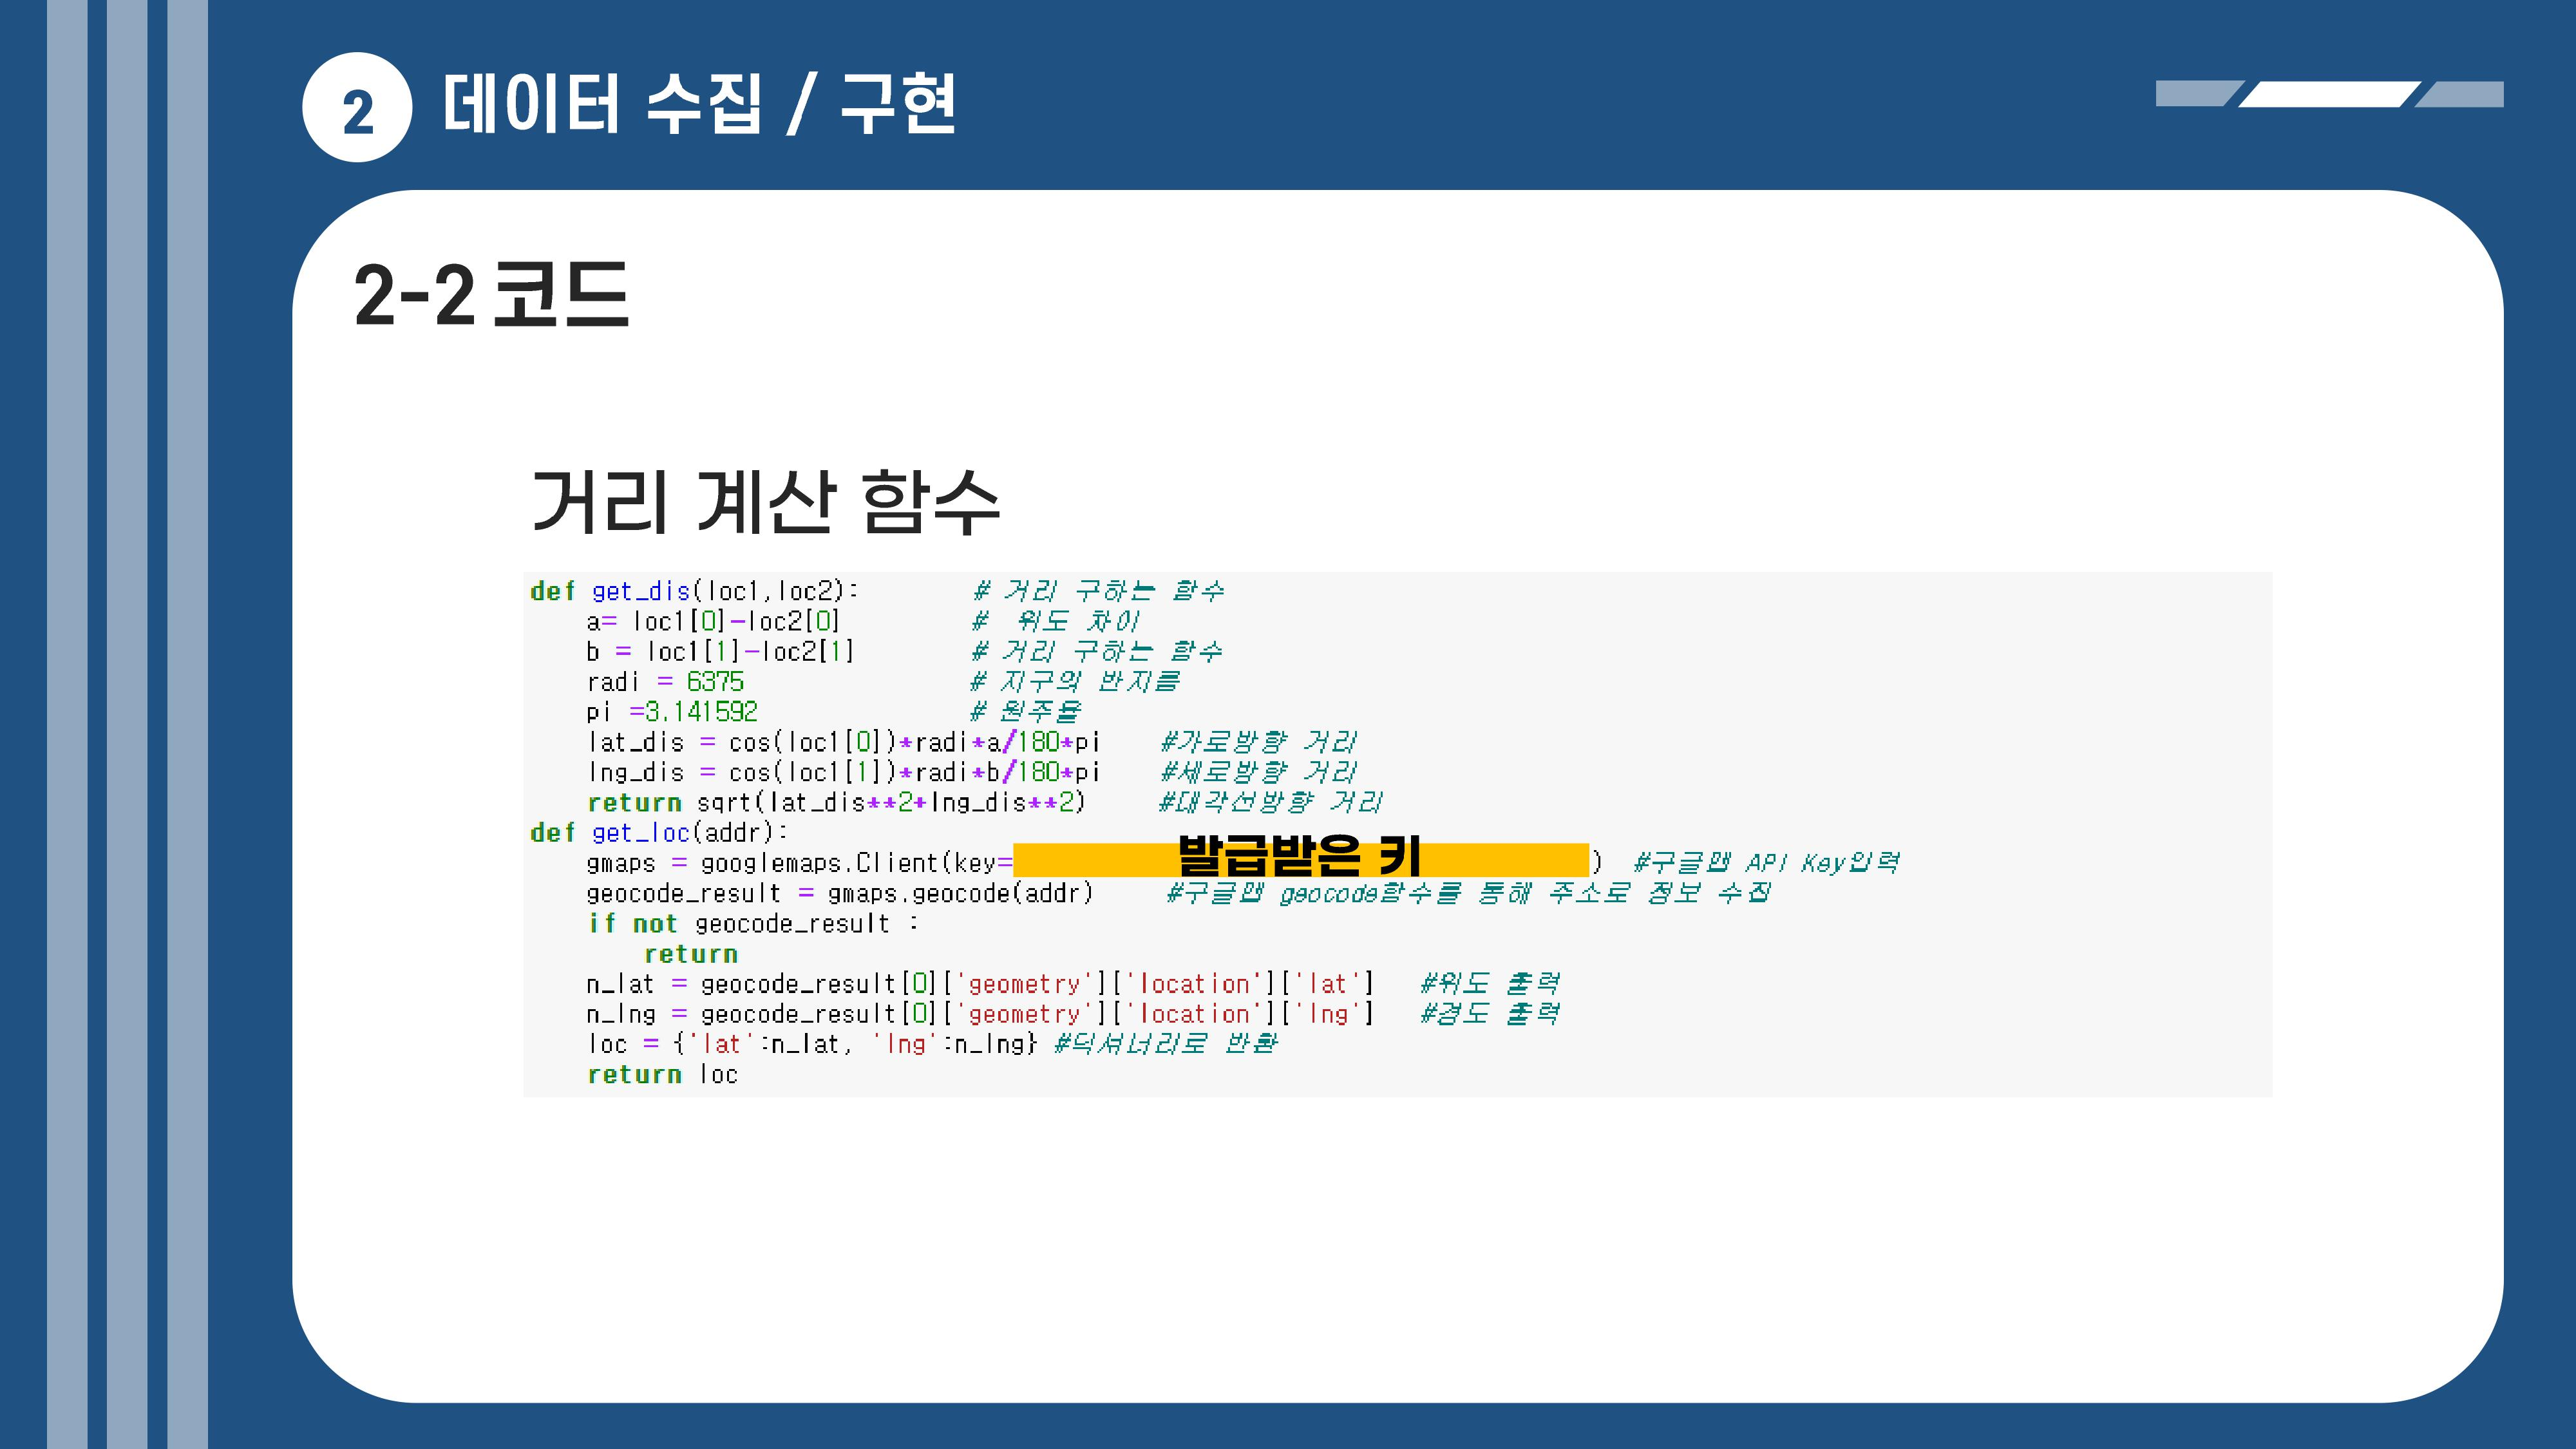 2 데이터 수집 / 구현
2-2 코드
거리 계산 함수
def get_dis(loc1,loc2):        # 거리 구하는 함수
    a= loc1[0]-loc2[0]         #  위도 차이
    b = loc1[1]-loc2[1]        # 거리 구하는 함수
    radi = 6375                # 지구의 반지름
    pi =3.141592               # 원주율
    lat_dis = cos(loc1[0])*radi*a/180*pi    #가로방향 거리
    lng_dis = cos(loc1[1])*radi*b/180*pi    #세로방향 거리
    return sqrt(lat_dis**2+lng_dis**2)     #대각선방향 거리
def get_loc(addr):
    gmaps = googlemaps.Client(key=발급받은 키)  #구글맵 API Key입력
    geocode_result = gmaps.geocode(addr)     #구글맵 geocode함수를 통해 주소로 정보 수집
    if not geocode_result :
        return
    n_lat = geocode_result[0]['geometry']['location']['lat']   #위도 출력
    n_lng = geocode_result[0]['geometry']['location']['lng']   #경도 출력
    loc = {'lat':n_lat, 'lng':n_lng} #딕셔너리로 반환
    return loc